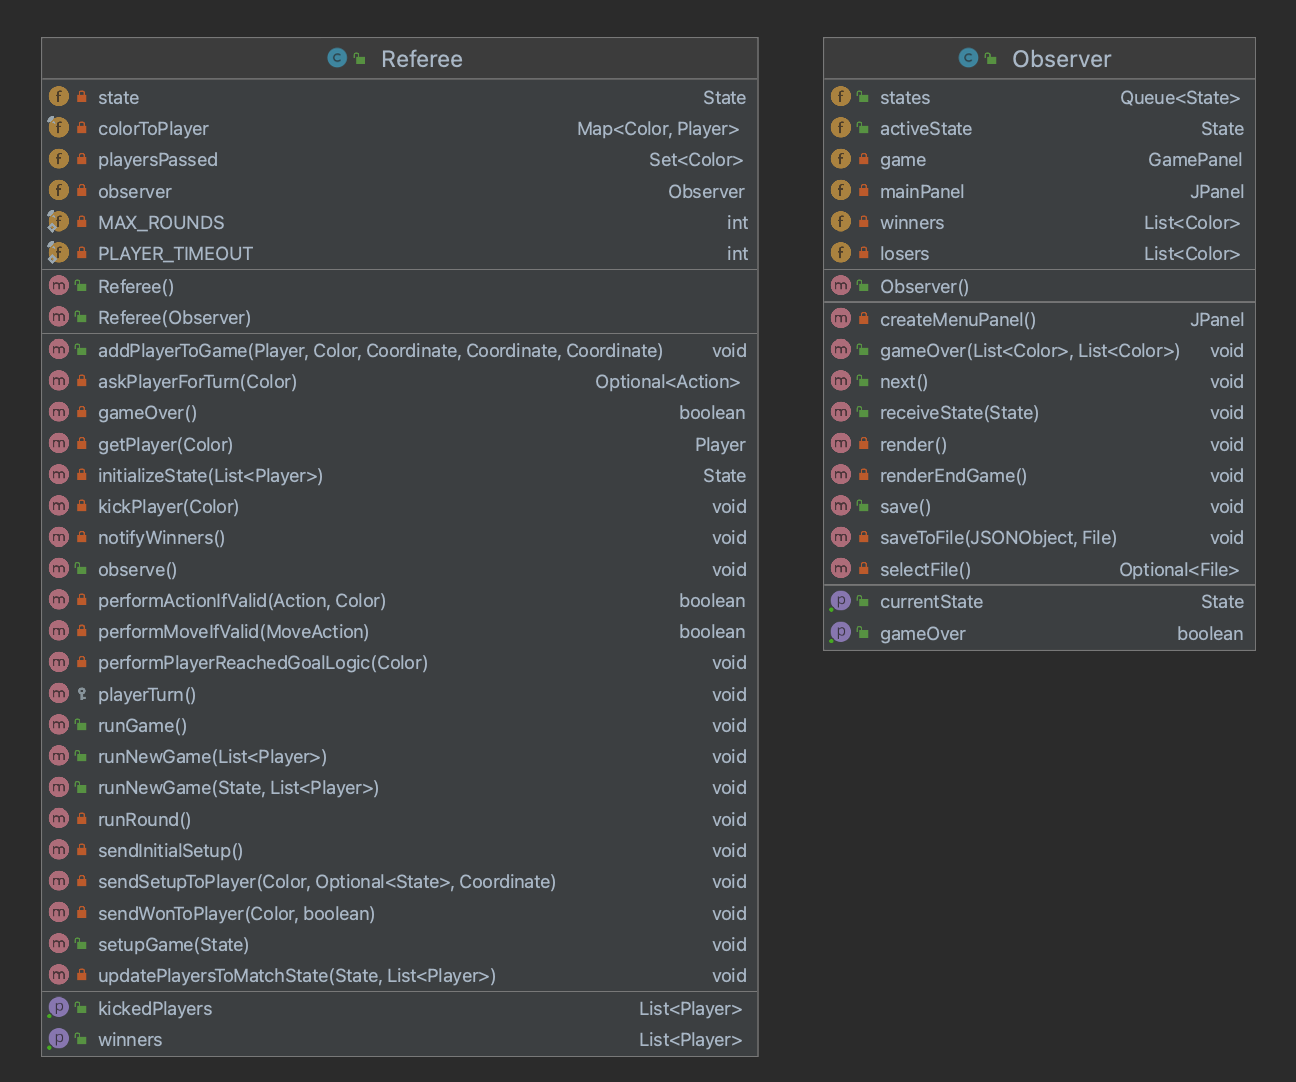 Referee
state State
colorToPlayer Map<Color, Player>
playersPassed Set<Color>
observer Observer
MAX_ROUNDS int
PLAYER_TIMEOUT int
Referee()
Referee(Observer)
addPlayerToGame(Player, Color, Coordinate, Coordinate, Coordinate) void
askPlayerForTurn(Color) Optional<Action>
gameOver() boolean
getPlayer(Color) Player
initializeState(List<Player>) State
kickPlayer(Color) void
notifyWinners() void
observe() void
performActionIfValid(Action, Color) boolean
performMoveIfValid(MoveAction) boolean
performPlayerReachedGoalLogic(Color) void
playerTurn() void
runGame() void
runNewGame(List<Player>) void
runNewGame(State, List<Player>) void
runRound() void
sendInitialSetup() void
sendSetupToPlayer(Color, Optional<State>, Coordinate) void
sendWonToPlayer(Color, boolean) void
setupGame(State) void
updatePlayersToMatchState(State, List<Player>) void
kickedPlayers List<Player>
winners List<Player>
Observer
states Queue<State>
activeState State
game GamePanel
mainPanel JPanel
winners List<Color>
losers List<Color>
Observer()
createMenuPanel() JPanel
gameOver(List<Color>, List<Color>) void
next() void
receiveState(State) void
render() void
renderEndGame() void
save() void
saveToFile(JSONObject, File) void
selectFile() Optional<File>
currentState State
gameOver boolean